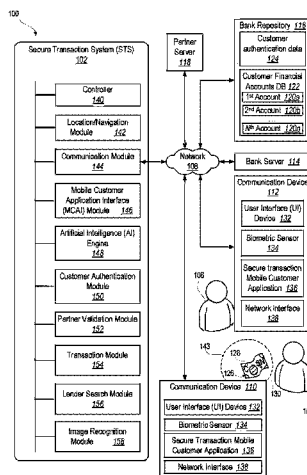 100
Secure Transaction System (STS)
102
Controller
140
Location/Navigation
Module 142
Communication Module
144
Mobile Customer
Application Interface
(MCAI) Module 146
Artificial Intelligence (AI)
Engine
148
Customer Authentication
Module
150
Partner Validation Module
152
Transaction Module
154
Lender Search Module
156
Image Recognition
Module 158
Partner
Server
118
Network
108
Bank Repository 116
Customer
authentication data
124
Customer Financial
Accounts DB 122
1st Account 120a
2nd Account 120b
Nth Account 120n
Bank Server 114
Communication Device
112
User Interface (UI)
Device 132
Biometric Sensor
134
Secure transaction
Mobile Customer
Application 136
Network Interface
138
106
143
128
126
130
Communication Device 110
User Interface (UI) Device 132
Biometric Sensor 134
Secure Transaction Mobile
Customer Application 136
Network Interface 138